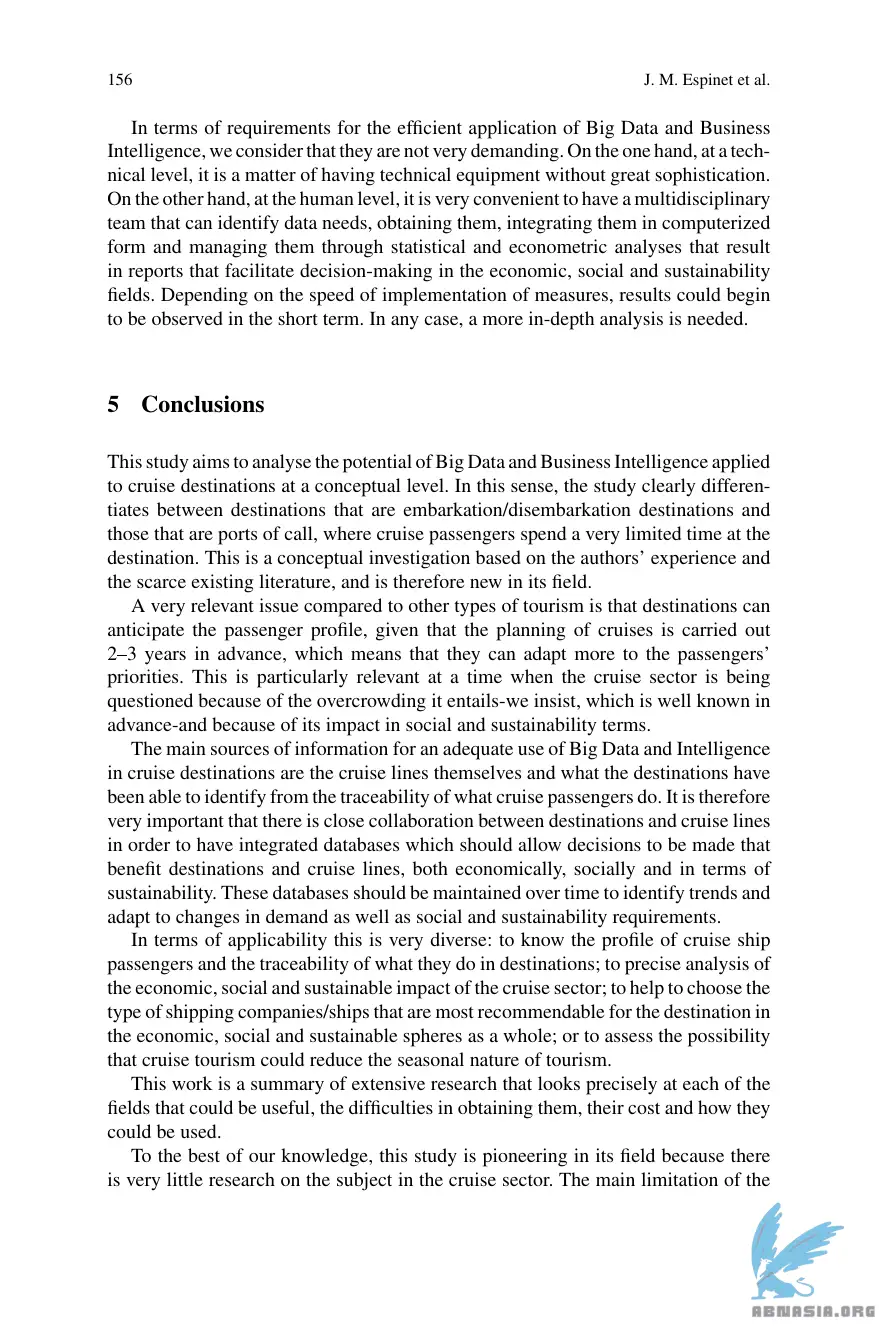 156
J. M. Espinet et al.
In terms of requirements for the efficient application of Big Data and Business
Intelligence, we consider that they are not very demanding. On the one hand, at a tech-
nical level, it is a matter of having technical equipment without great sophistication.
On the other hand, at the human level, it is very convenient to have a multidisciplinary
team that can identify data needs, obtaining them, integrating them in computerized
form and managing them through statistical and econometric analyses that result
in reports that facilitate decision-making in the economic, social and sustainability
fields. Depending on the speed of implementation of measures, results could begin
to be observed in the short term. In any case, a more in-depth analysis is needed.
5 Conclusions
This study aims to analyse the potential of Big Data and Business Intelligence applied
to cruise destinations at a conceptual level. In this sense, the study clearly differen-
tiates between destinations that are embarkation/disembarkation destinations and
those that are ports of call, where cruise passengers spend a very limited time at the
destination. This is a conceptual investigation based on the authors’ experience and
the scarce existing literature, and is therefore new in its field.
A very relevant issue compared to other types of tourism is that destinations can
anticipate the passenger profile, given that the planning of cruises is carried out
2–3 years in advance, which means that they can adapt more to the passengers’
priorities. This is particularly relevant at a time when the cruise sector is being
questioned because of the overcrowding it entails-we insist, which is well known in
advance-and because of its impact in social and sustainability terms.
The main sources of information for an adequate use of Big Data and Intelligence
in cruise destinations are the cruise lines themselves and what the destinations have
been able to identify from the traceability of what cruise passengers do. It is therefore
very important that there is close collaboration between destinations and cruise lines
in order to have integrated databases which should allow decisions to be made that
benefit destinations and cruise lines, both economically, socially and in terms of
sustainability. These databases should be maintained over time to identify trends and
adapt to changes in demand as well as social and sustainability requirements.
In terms of applicability this is very diverse: to know the profile of cruise ship
passengers and the traceability of what they do in destinations; to precise analysis of
the economic, social and sustainable impact of the cruise sector; to help to choose the
type of shipping companies/ships that are most recommendable for the destination in
the economic, social and sustainable spheres as a whole; or to assess the possibility
that cruise tourism could reduce the seasonal nature of tourism.
This work is a summary of extensive research that looks precisely at each of the
fields that could be useful, the difficulties in obtaining them, their cost and how they
could be used.
To the best of our knowledge, this study is pioneering in its field because there
is very little research on the subject in the cruise sector. The main limitation of the
ABNASIA.ORG